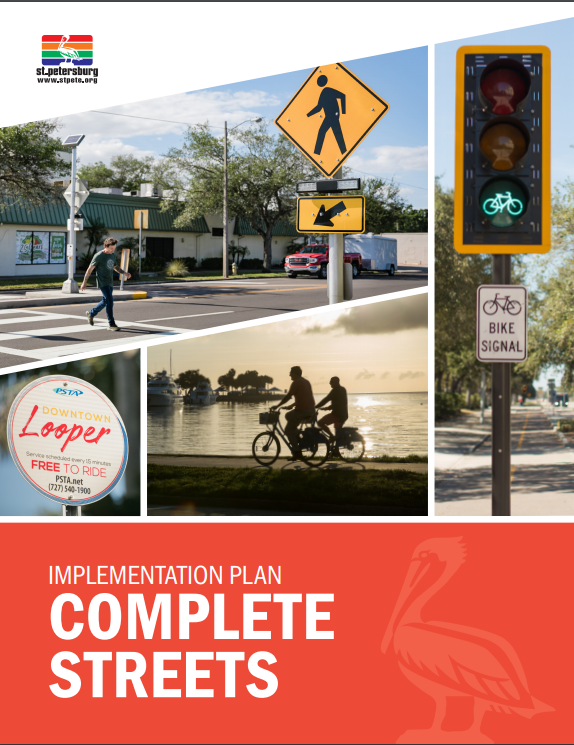 st.petersburg
www.stpete.org
BIKE
SIGNAL
PSTA
DOWNTOWN
Looper
Service scheduled every 15 minutes
FREE TO RIDE
PSTA.net
(727) 540-1900
IMPLEMENTATION PLAN
COMPLETE
STREETS